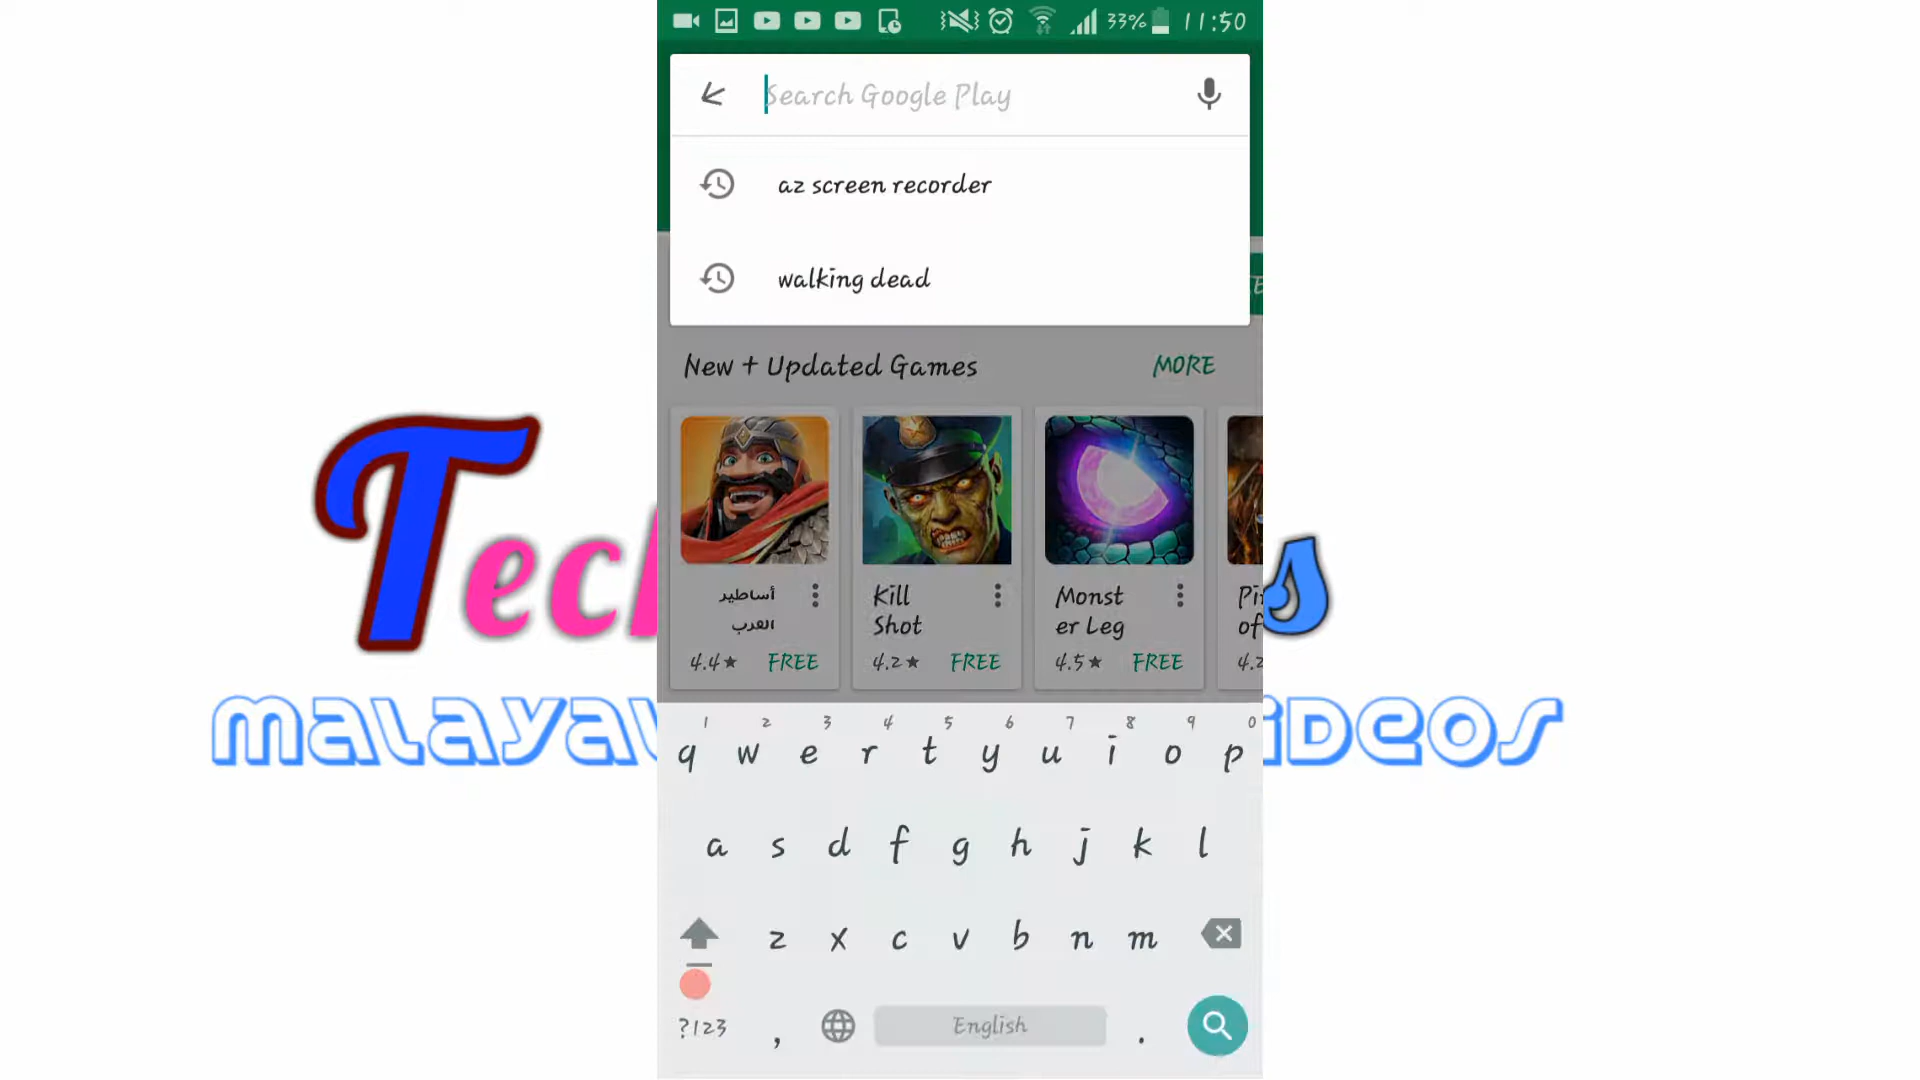 33% 11:50
Search Google Play
az screen recorder
walking dead
New + Updated Games MORE
أساطير
العرب
4.4★ FREE
Kill
Shot
4.2★ FREE
Monst
er Leg
4.5★ FREE
Tech
1 2 3 4 5 6 7 8 9 0
q w e r t y u i o p
a s d f g h j k l
z x c v b n m
?123 , English .